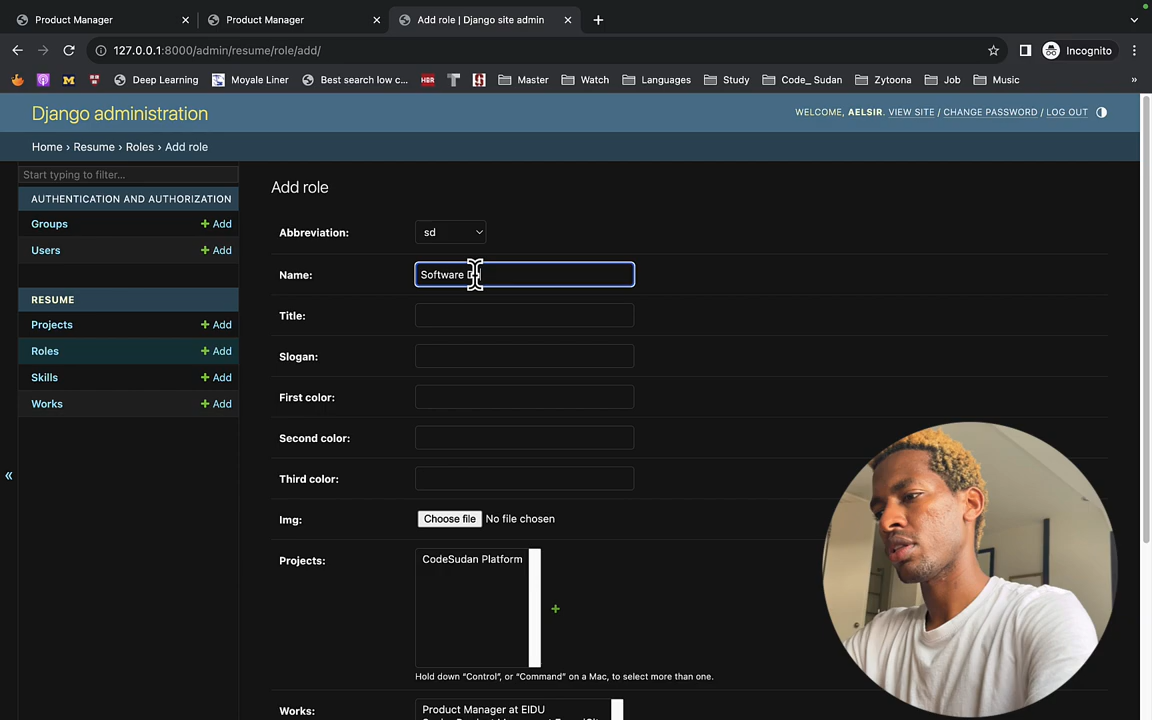 Product Manager
Product Manager
Add role | Django site admin
127.0.0.1:8000/admin/resume/role/add/
Incognito
Deep Learning
Moyale Liner
Best search low c...
HBR
Master
Watch
Languages
Study
Code_ Sudan
Zytoona
Job
Music
»
Django administration
WELCOME, AELSIR. VIEW SITE / CHANGE PASSWORD / LOG OUT
Home › Resume › Roles › Add role
Start typing to filter...
AUTHENTICATION AND AUTHORIZATION
Groups + Add
Users + Add
RESUME
Projects + Add
Roles + Add
Skills + Add
Works + Add
«
Add role
Abbreviation: sd
Name: Software
Title:
Slogan:
First color:
Second color:
Third color:
Img: Choose file No file chosen
Projects: CodeSudan Platform
Hold down “Control”, or “Command” on a Mac, to select more than one.
Works: Product Manager at EIDU